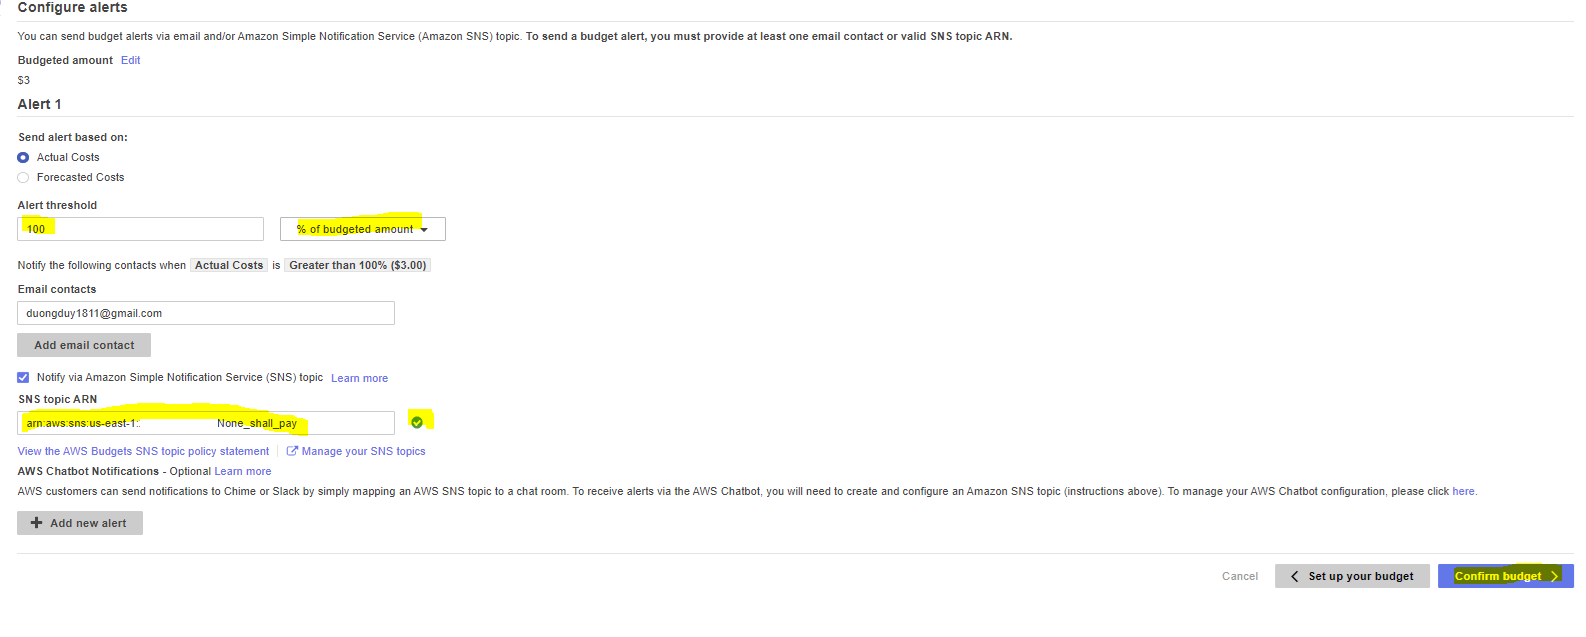 Configure alerts
You can send budget alerts via email and/or Amazon Simple Notification Service (Amazon SNS) topic. To send a budget alert, you must provide at least one email contact or valid SNS topic ARN.
Budgeted amount Edit
$3
Alert 1
Send alert based on:
Actual Costs
Forecasted Costs
Alert threshold
100 % of budgeted amount
Notify the following contacts when Actual Costs is Greater than 100% ($3.00)
Email contacts
duongduy1811@gmail.com
Add email contact
Notify via Amazon Simple Notification Service (SNS) topic Learn more
SNS topic ARN
arn:aws:sns:us-east-1: None_shall_pay
View the AWS Budgets SNS topic policy statement Manage your SNS topics
AWS Chatbot Notifications - Optional Learn more
AWS customers can send notifications to Chime or Slack by simply mapping an AWS SNS topic to a chat room. To receive alerts via the AWS Chatbot, you will need to create and configure an Amazon SNS topic (instructions above). To manage your AWS Chatbot configuration, please click here.
Add new alert
Cancel Set up your budget Confirm budget